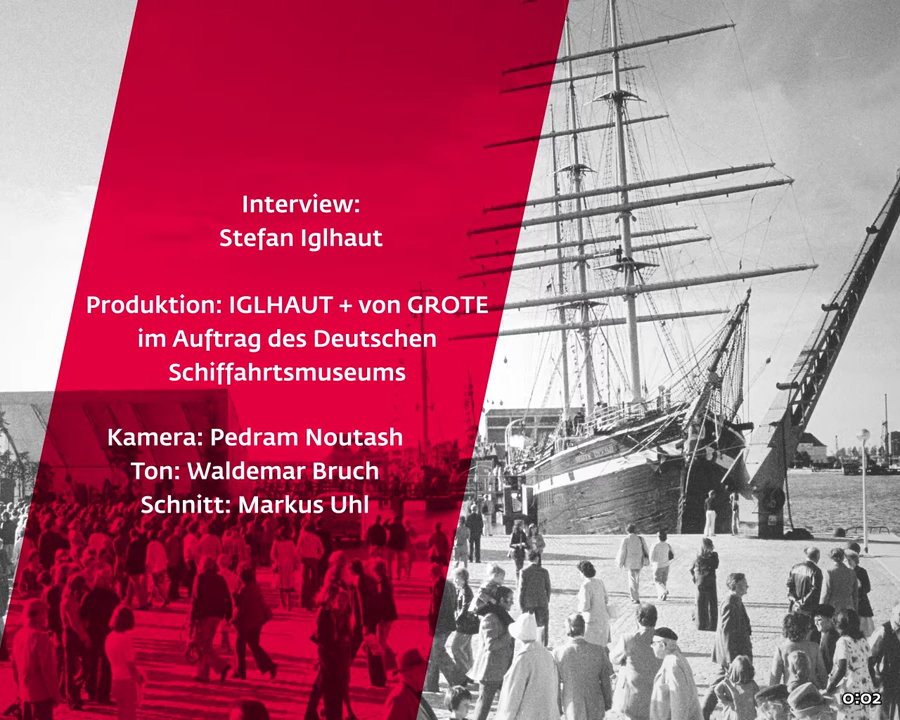 Interview:
Stefan Iglhaut
Produktion: IGLHAUT + von GROTE
im Auftrag des Deutschen
Schiffahrtsmuseums
Kamera: Pedram Noutash
Ton: Waldemar Bruch
Schnitt: Markus Uhl
0:02